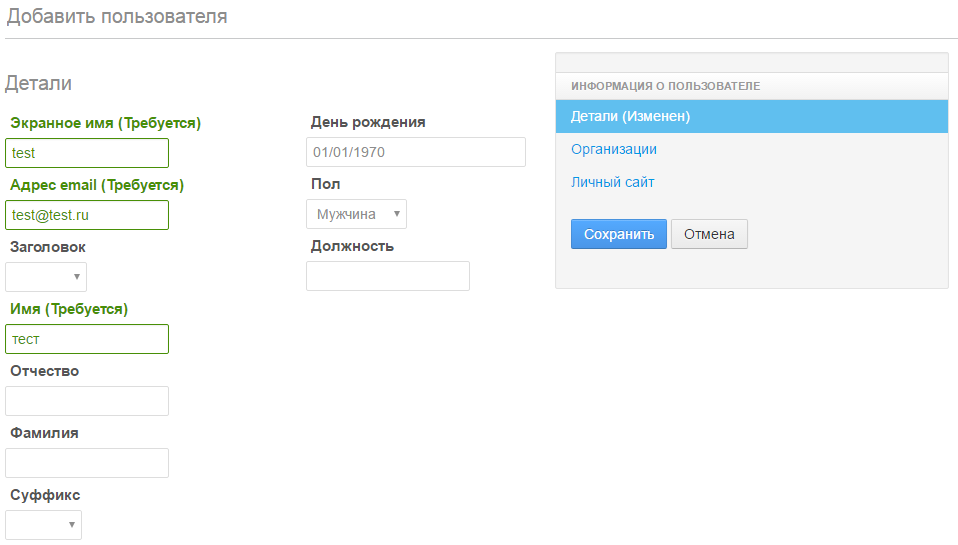 Добавить пользователя
Детали
Экранное имя (Требуется)
test
Адрес email (Требуется)
test@test.ru
Заголовок
Имя (Требуется)
тест
Отчество
Фамилия
Суффикс
День рождения
01/01/1970
Пол
Мужчина
Должность
ИНФОРМАЦИЯ О ПОЛЬЗОВАТЕЛЕ
Детали (Изменен)
Организации
Личный сайт
Сохранить Отмена